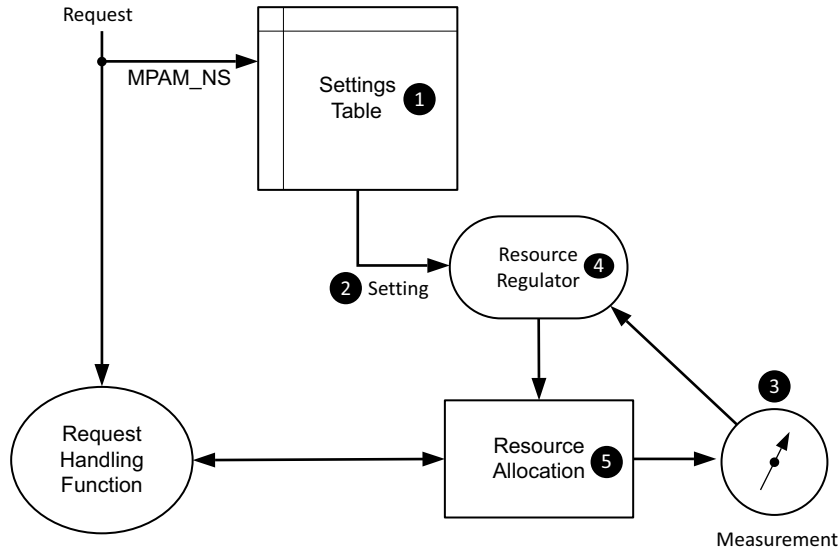 Request
MPAM_NS
Settings
Table
1
Resource
Regulator
4
2 Setting
3
Request
Handling
Function
Resource
Allocation
5
Measurement